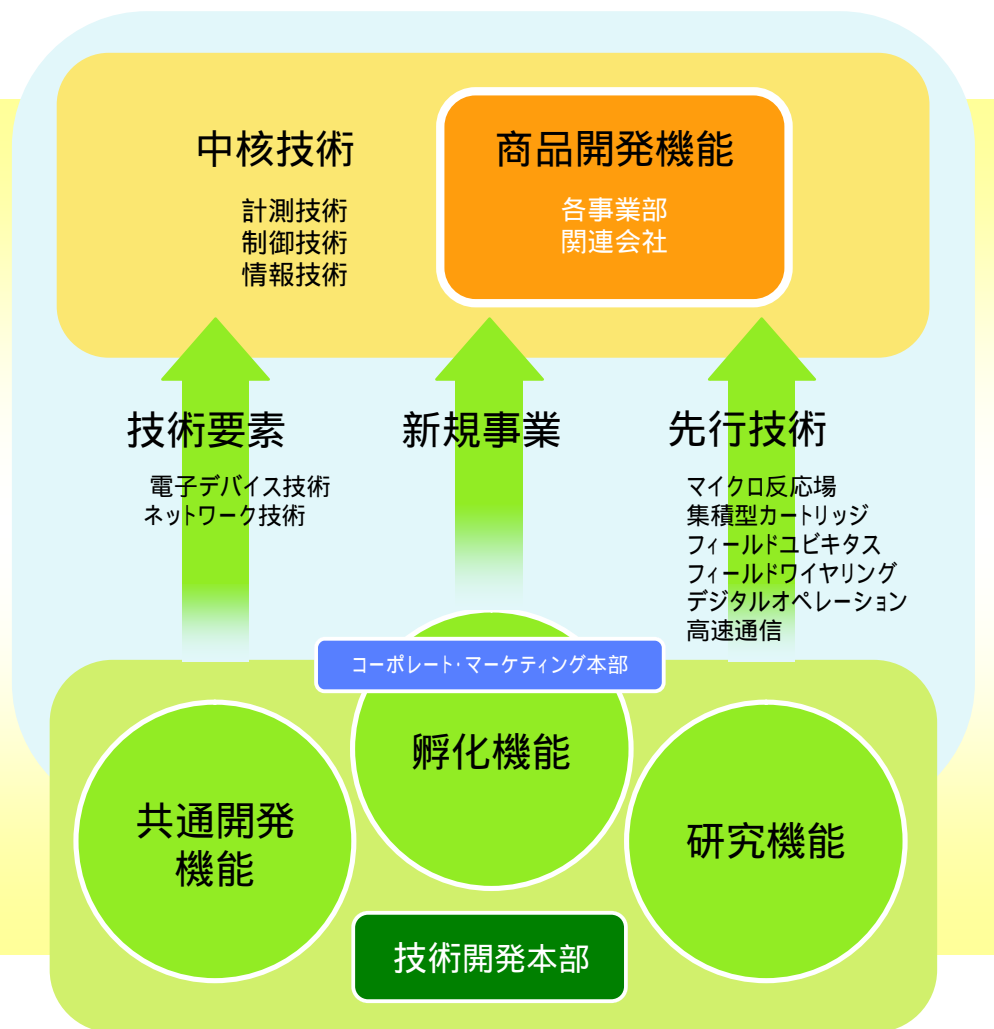 中核技術
計測技術
制御技術
情報技術
商品開発機能
各事業部
関連会社
技術要素
電子デバイス技術
ネットワーク技術
新規事業
先行技術
マイクロ反応場
集積型カートリッジ
フィールドユビキタス
フィールドワイヤリング
デジタルオペレーション
高速通信
コーポレート・マーケティング本部
孵化機能
共通開発
機能
研究機能
技術開発本部